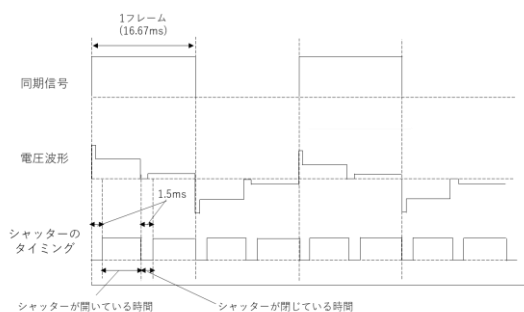 1フレーム
(16.67ms)
同期信号
電圧波形
1.5ms
シャッターの
タイミング
シャッターが開いている時間
シャッターが閉じている時間